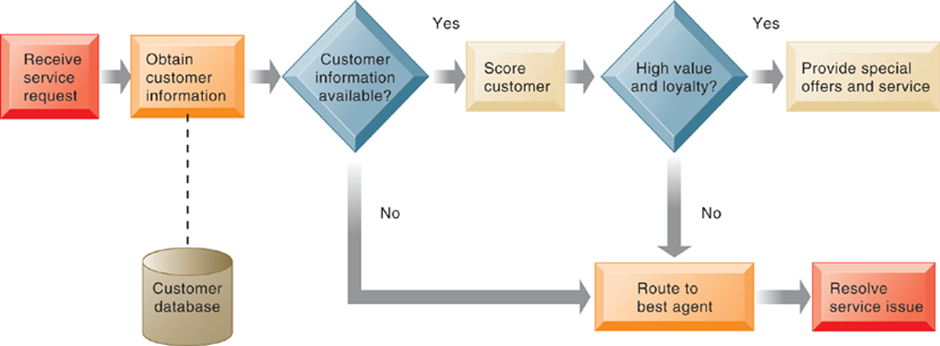 Receive
service
request
Obtain
customer
information
Customer
information
available?
Yes
Score
customer
High value
and loyalty?
Yes
Provide special
offers and service
No
No
Customer
database
Route to
best agent
Resolve
service issue